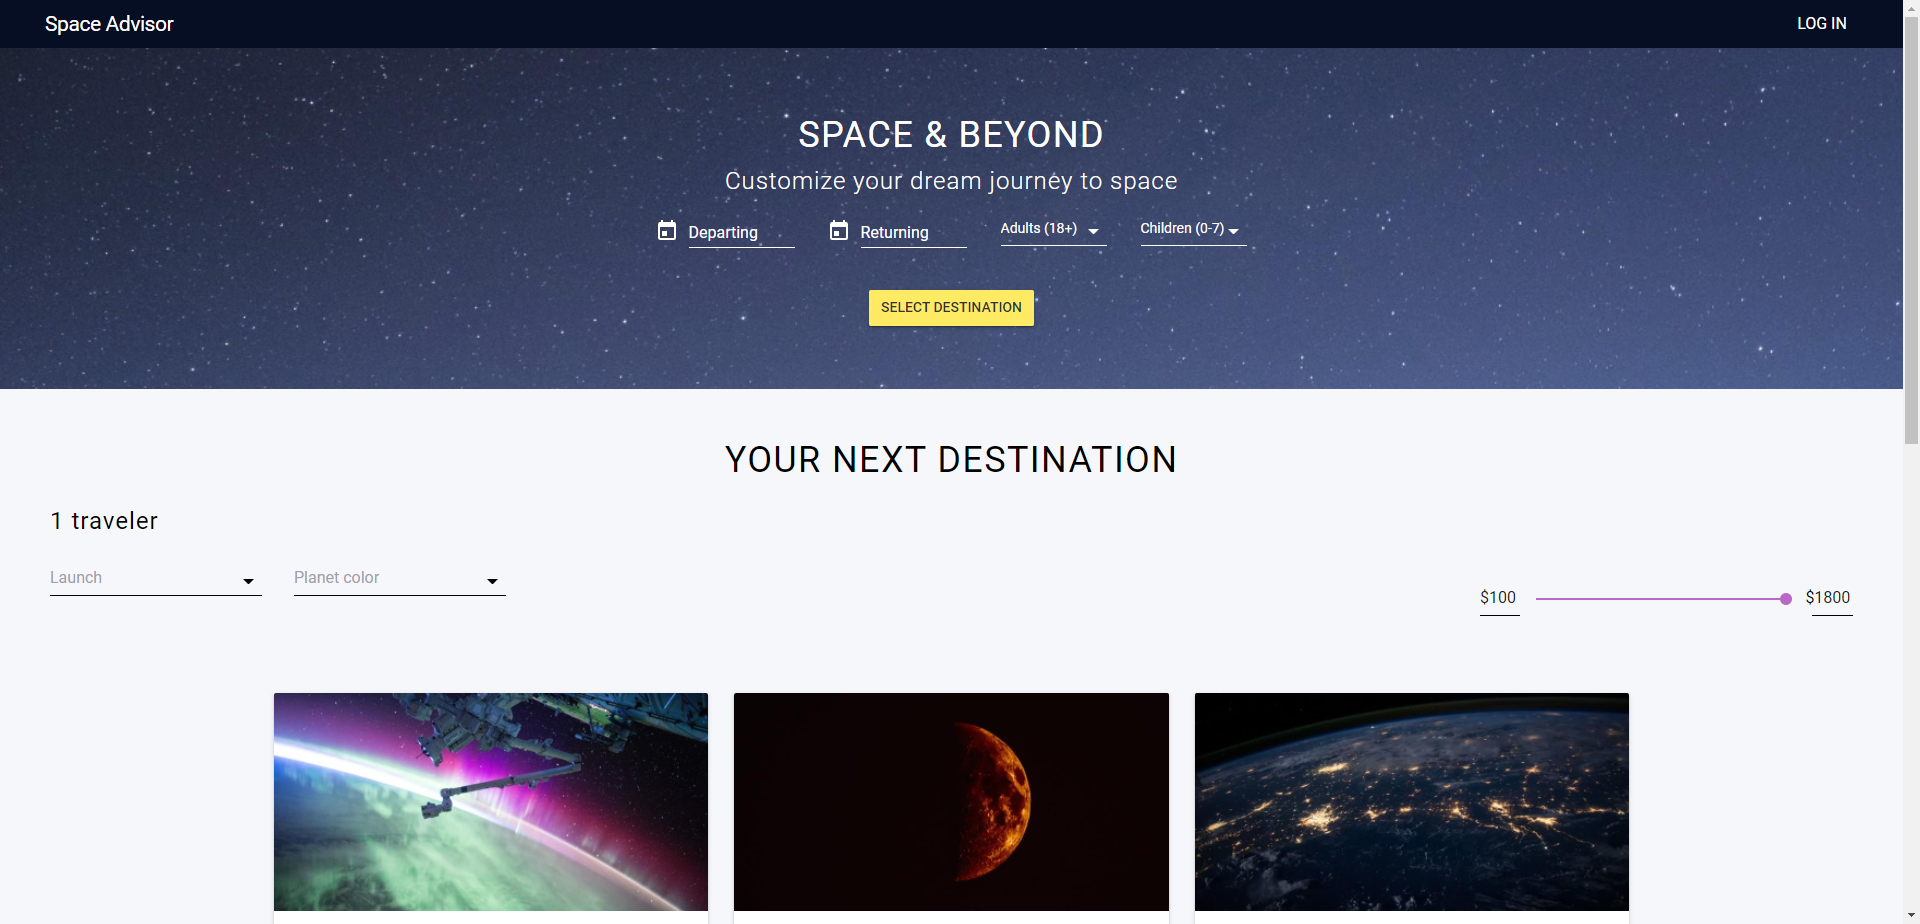 Space Advisor
LOG IN
SPACE & BEYOND
Customize your dream journey to space
Departing
Returning
Adults (18+)
Children (0-7)
SELECT DESTINATION
YOUR NEXT DESTINATION
1 traveler
Launch
Planet color
$100
$1800